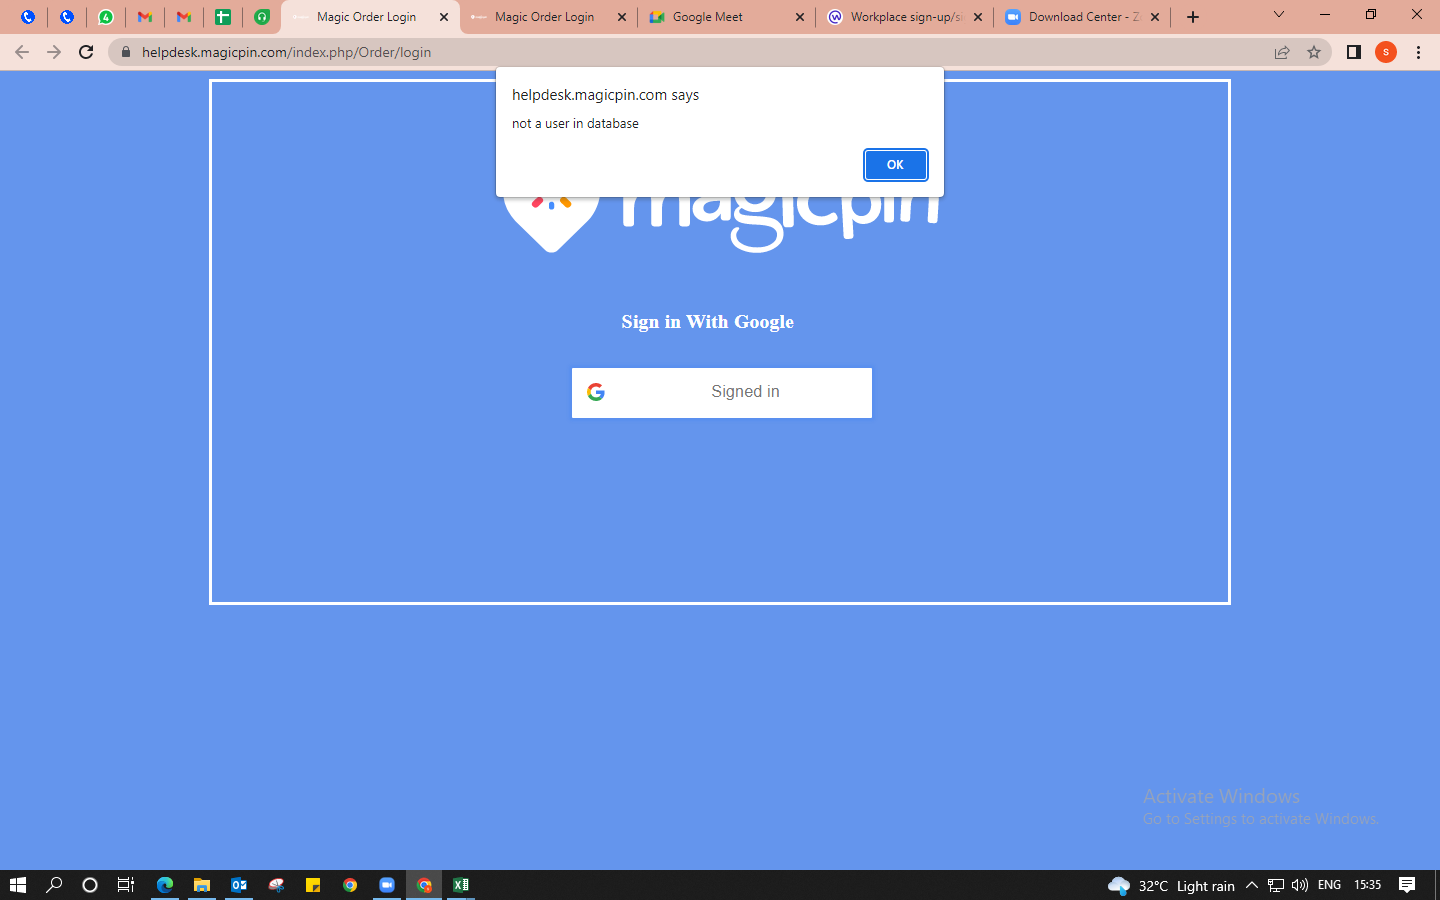 Magic Order Login
Magic Order Login
Google Meet
Workplace sign-up/si
Download Center - Zo
helpdesk.magicpin.com/index.php/Order/login
S
4
helpdesk.magicpin.com says
not a user in database
OK
magicpin
Sign in With Google
Signed in
Activate Windows
Go to Settings to activate Windows.
32°C Light rain
ENG
15:35